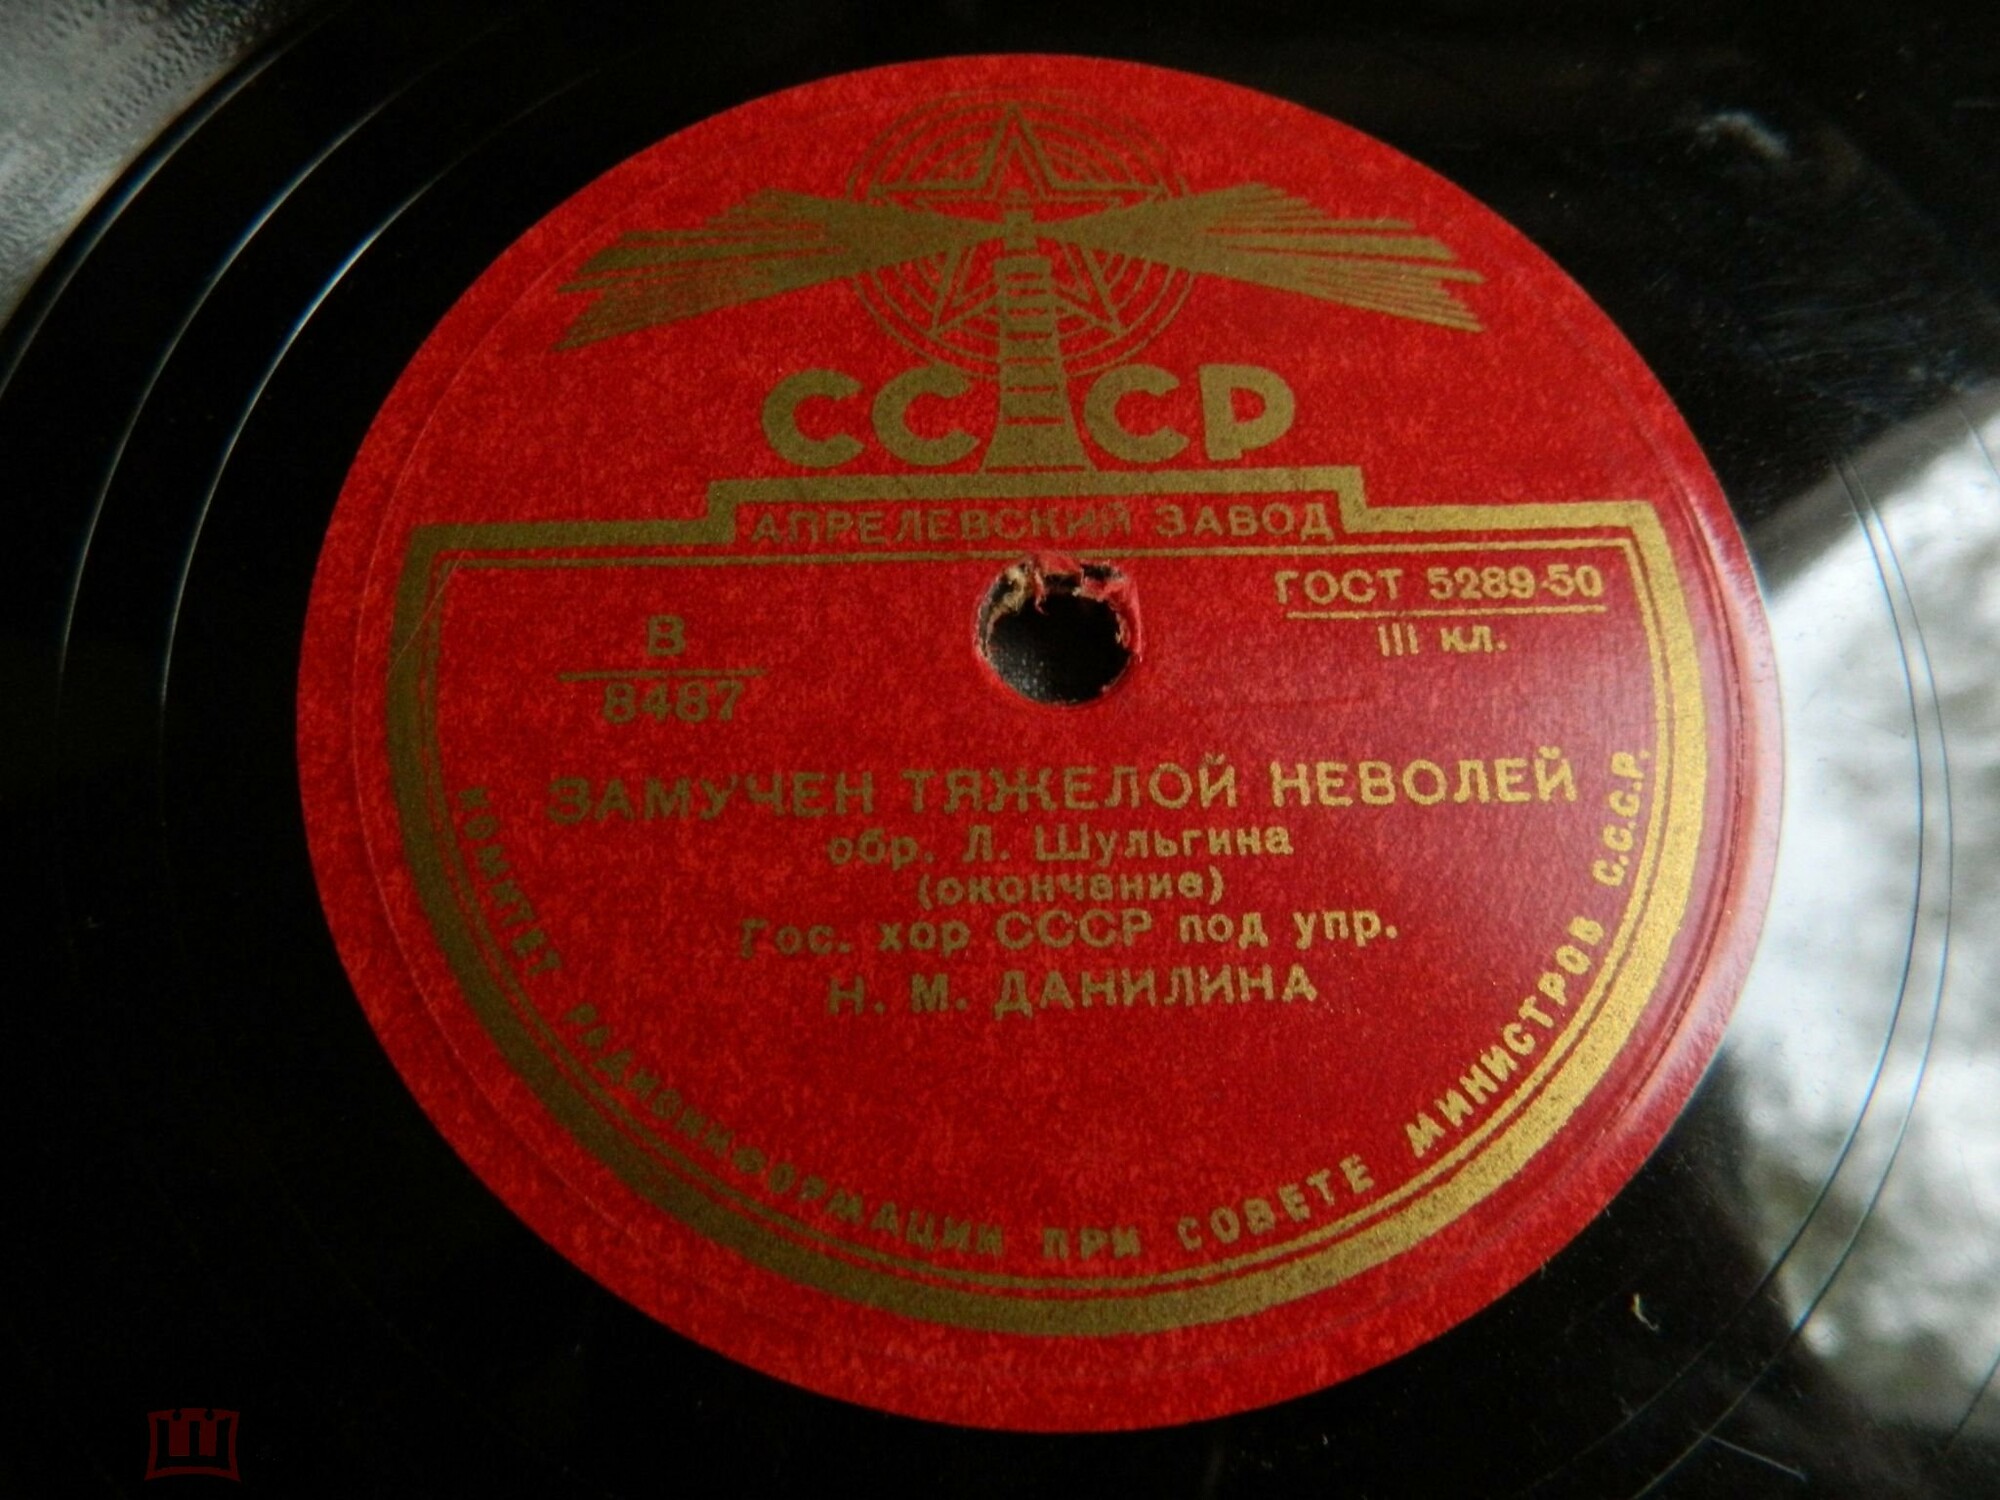 СССР
АПРЕЛЕВСКИЙ ЗАВОД
ГОСТ 5289-50
III кл.
В
8487
ЗАМУЧЕН ТЯЖЕЛОЙ НЕВОЛЕЙ
обр. Л. Шульгина
(окончание)
Гос. хор СССР под упр.
Н. М. ДАНИЛИНА
КОМИТЕТ РАДИОИНФОРМАЦИИ ПРИ СОВЕТЕ МИНИСТРОВ С.С.С.Р.